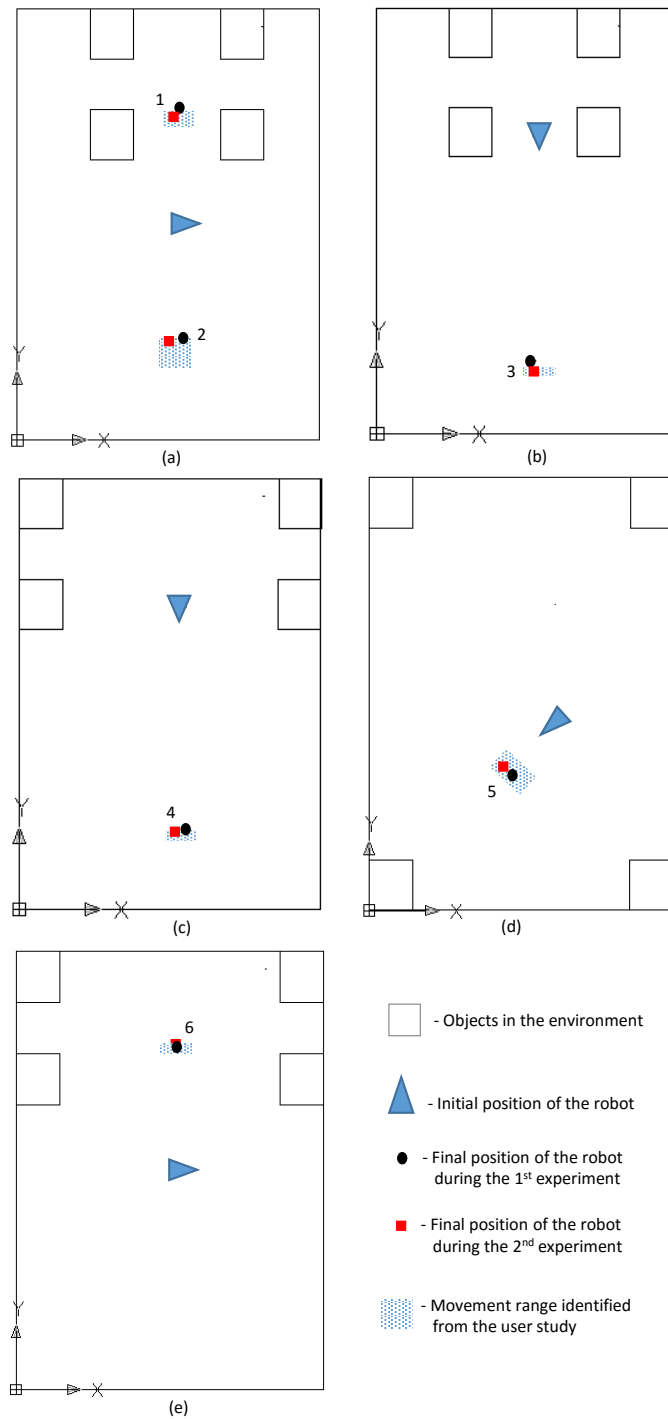 1
2
Y
X
(a)
3
Y
X
(b)
4
Y
X
(c)
5
Y
X
(d)
6
Y
X
(e)
- Objects in the environment
- Initial position of the robot
- Final position of the robot
during the 1st experiment
- Final position of the robot
during the 2nd experiment
- Movement range identified
from the user study